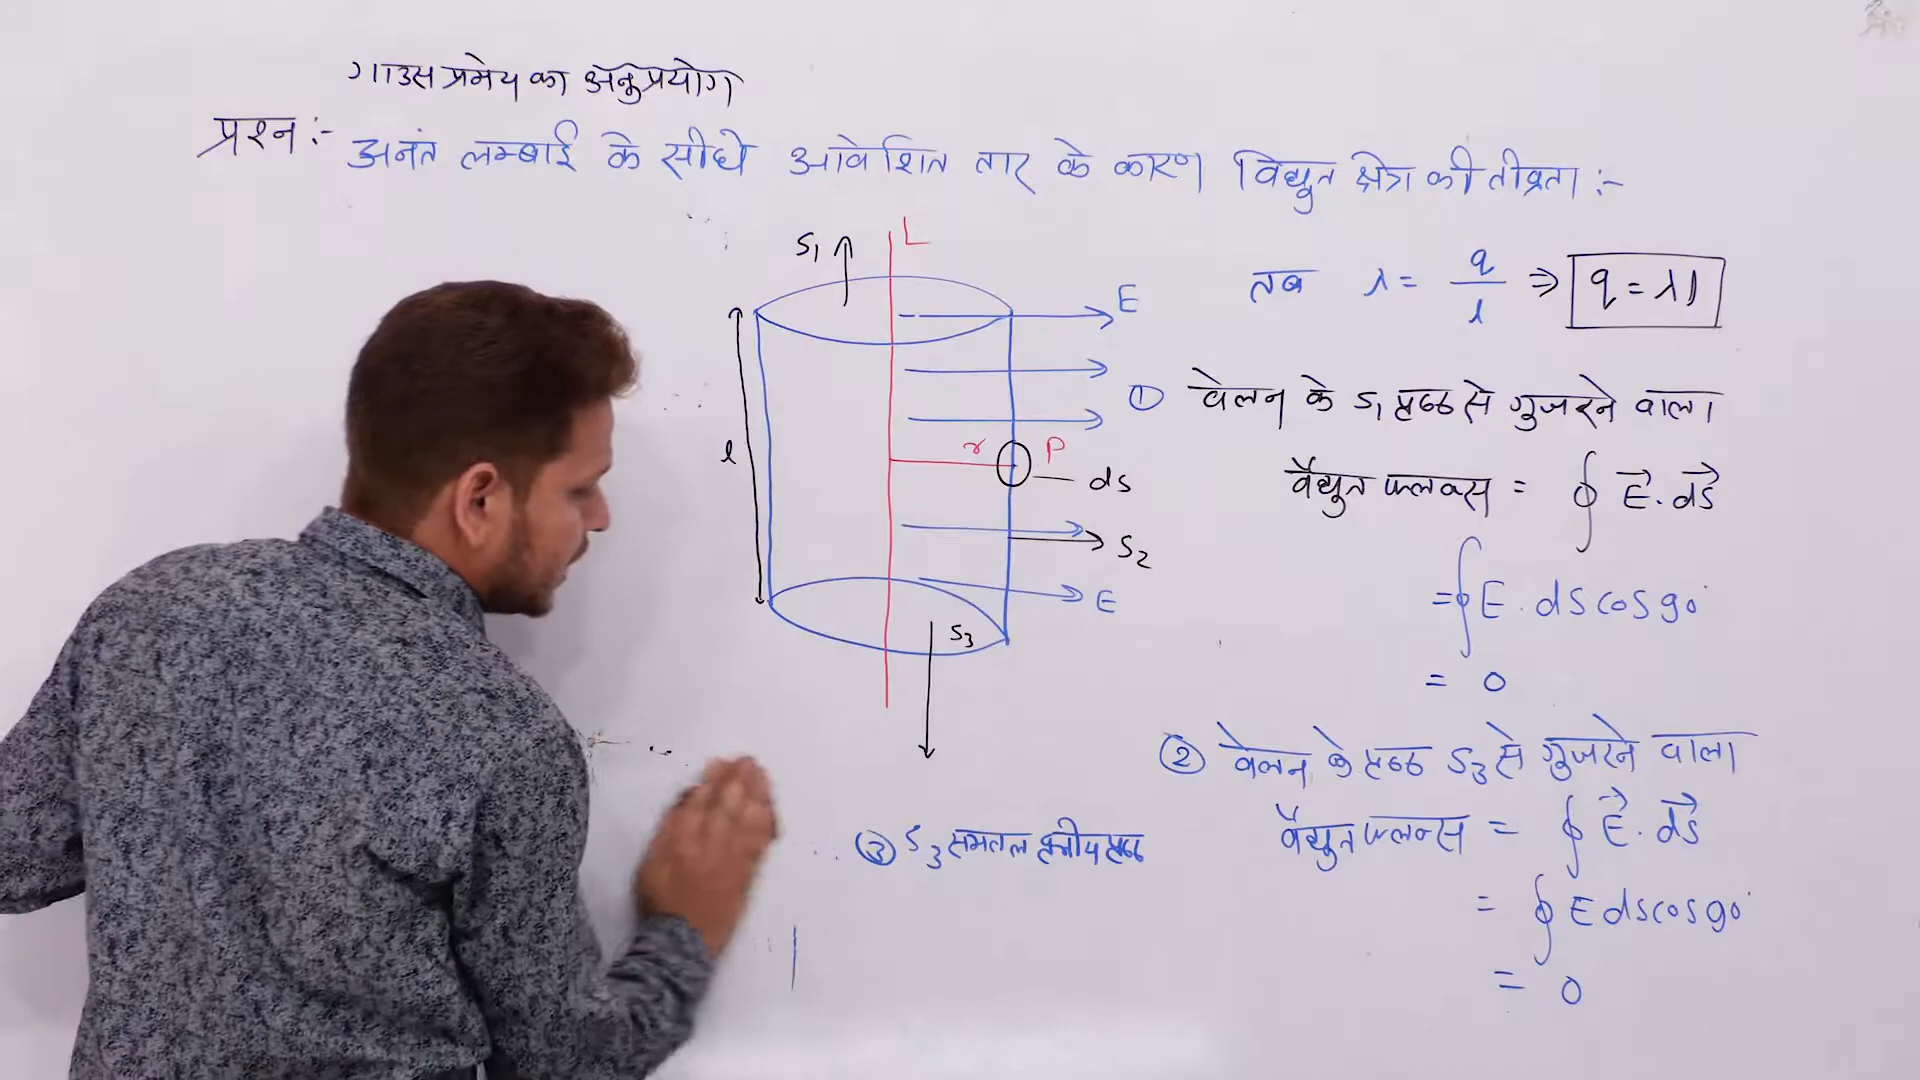 गाउस प्रमेय का अनुप्रयोग
प्रश्न :- अनंत लम्बाई के सीधे आवेशित तार के कारण विद्युत क्षेत्र की तीव्रता :-
S₁
L
E
l
r
P
ds
S₂
E
S₃
तब λ = q/l ⇒ q = λl
① बेलन के S₁ पृष्ठ से गुजरने वाला
वैद्युत फ्लक्स = ∮ E⃗. ds⃗
= ∮ E . ds cos 90°
= 0
② बेलन के पृष्ठ S₃ से गुजरने वाला
वैद्युत फ्लक्स = ∮ E⃗. ds⃗
= ∮ E ds cos 90°
= 0
③ S₃ समतल पृष्ठ